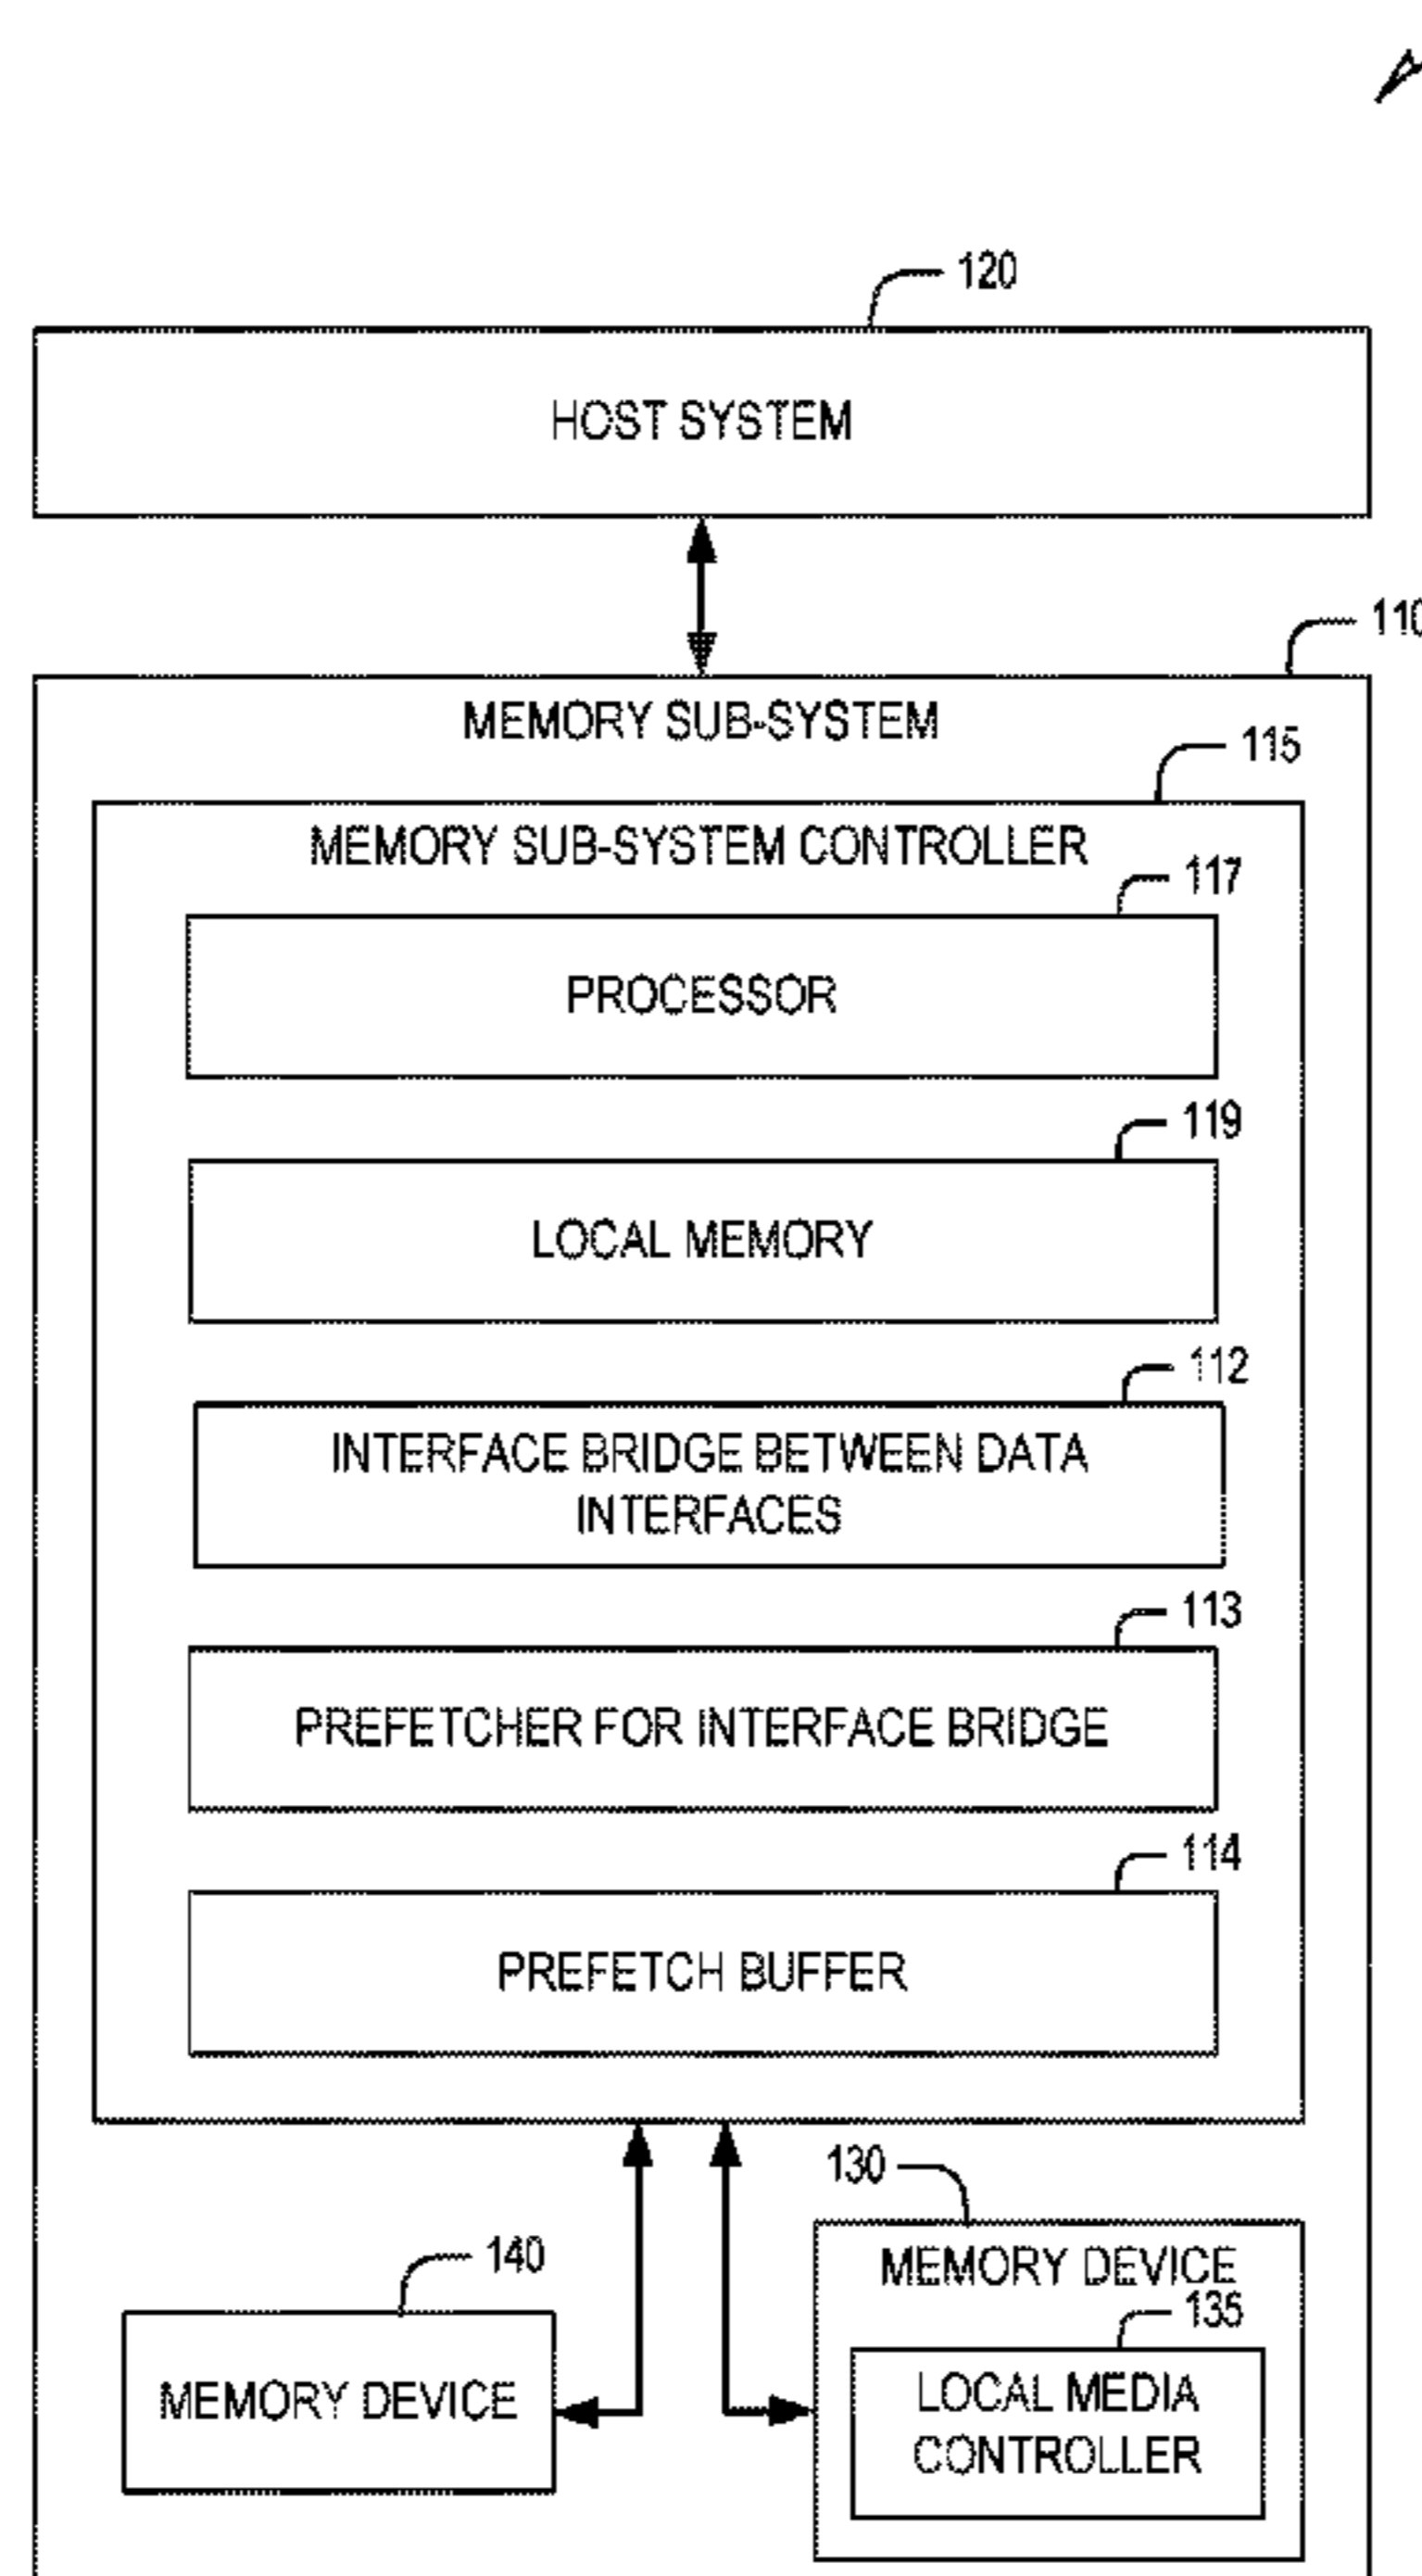 120
HOST SYSTEM
110
MEMORY SUB-SYSTEM
115
MEMORY SUB-SYSTEM CONTROLLER
117
PROCESSOR
119
LOCAL MEMORY
112
INTERFACE BRIDGE BETWEEN DATA
INTERFACES
113
PREFETCHER FOR INTERFACE BRIDGE
114
PREFETCH BUFFER
130
MEMORY DEVICE
140
135
MEMORY DEVICE
LOCAL MEDIA
CONTROLLER